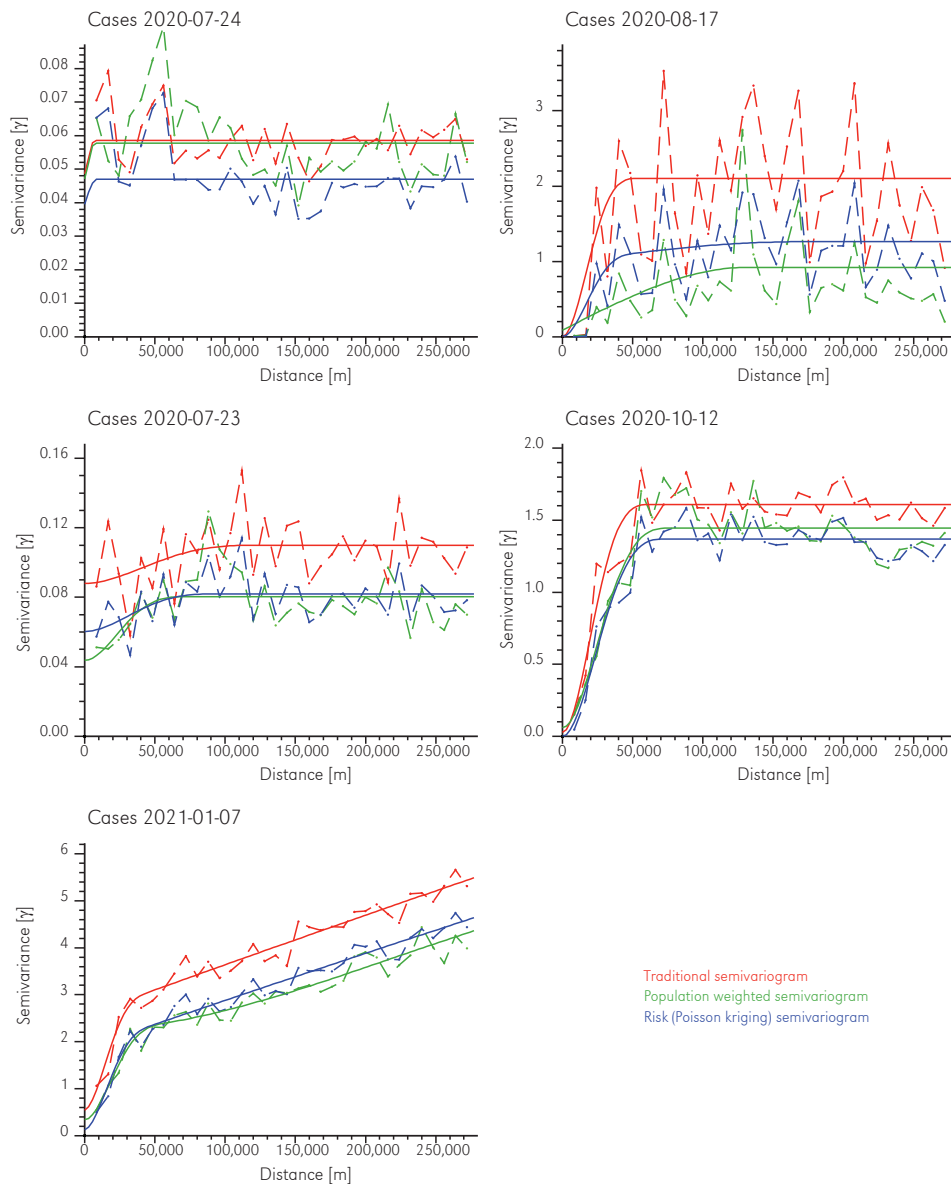 Cases 2020-07-24
Semivariance [γ]
0.08
0.07
0.06
0.05
0.04
0.03
0.02
0.01
0.00
0 50,000 100,000 150,000 200,000 250,000
Distance [m]
Cases 2020-08-17
Semivariance [γ]
3
2
1
0
0 50,000 100,000 150,000 200,000 250,000
Distance [m]
Cases 2020-07-23
Semivariance [γ]
0.16
0.12
0.08
0.04
0.00
0 50,000 100,000 150,000 200,000 250,000
Distance [m]
Cases 2020-10-12
Semivariance [γ]
2.0
1.5
1.0
0.5
0.0
0 50,000 100,000 150,000 200,000 250,000
Distance [m]
Cases 2021-01-07
Semivariance [γ]
6
5
4
3
2
1
0
0 50,000 100,000 150,000 200,000 250,000
Distance [m]
Traditional semivariogram
Population weighted semivariogram
Risk (Poisson kriging) semivariogram